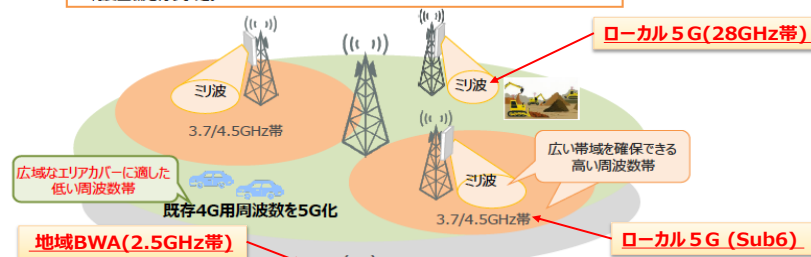 ローカル５G(28GHz帯)
ミリ波
ミリ波
3.7/4.5GHz帯
広い帯域を確保できる
高い周波数帯
ミリ波
広域なエリアカバーに適した
低い周波数帯
既存4G用周波数を5G化
3.7/4.5GHz帯
地域BWA(2.5GHz帯)
ローカル５G (Sub6)